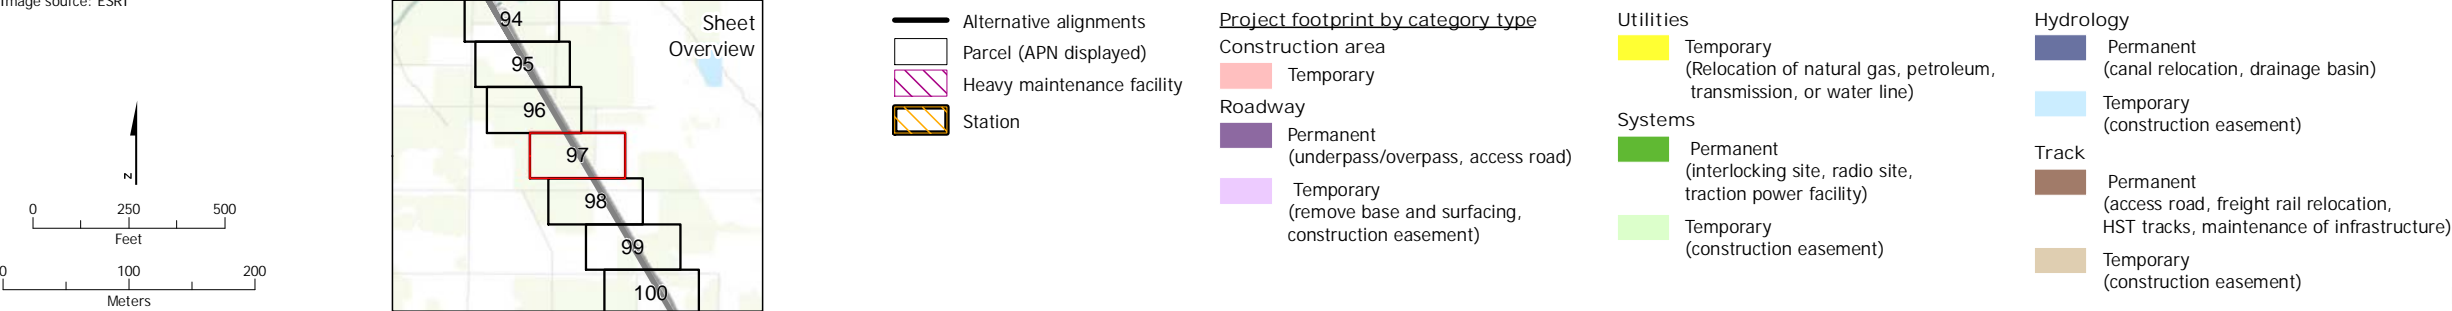 Image source: ESRI
N
0 250 500
Feet
0 100 200
Meters
Sheet
Overview
94
95
96
97
98
99
100
Alternative alignments
Parcel (APN displayed)
Heavy maintenance facility
Station
Project footprint by category type
Construction area
Temporary
Roadway
Permanent
(underpass/overpass, access road)
Temporary
(remove base and surfacing,
construction easement)
Utilities
Temporary
(Relocation of natural gas, petroleum,
transmission, or water line)
Systems
Permanent
(interlocking site, radio site,
traction power facility)
Temporary
(construction easement)
Hydrology
Permanent
(canal relocation, drainage basin)
Temporary
(construction easement)
Track
Permanent
(access road, freight rail relocation,
HST tracks, maintenance of infrastructure)
Temporary
(construction easement)